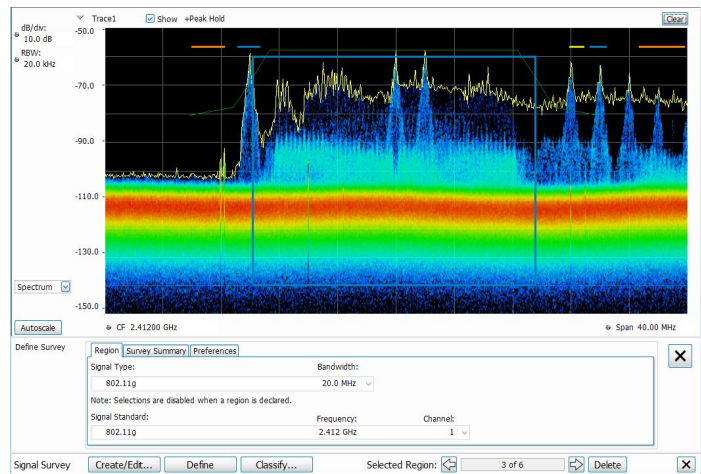 Trace1 Show +Peak Hold Clear
dB/div:
10.0 dB
RBW:
20.0 kHz
-50.0
-70.0
-90.0
-110.0
-130.0
-150.0
Spectrum
Autoscale
CF 2.41200 GHz
Span 40.00 MHz
Define Survey
Region Survey Summary Preferences
Signal Type: Bandwidth:
802.11g 20.0 MHz
Note: Selections are disabled when a region is declared.
Signal Standard: Frequency: Channel:
802.11g 2.412 GHz 1
Signal Survey Create/Edit... Define Classify... Selected Region: 3 of 6 Delete